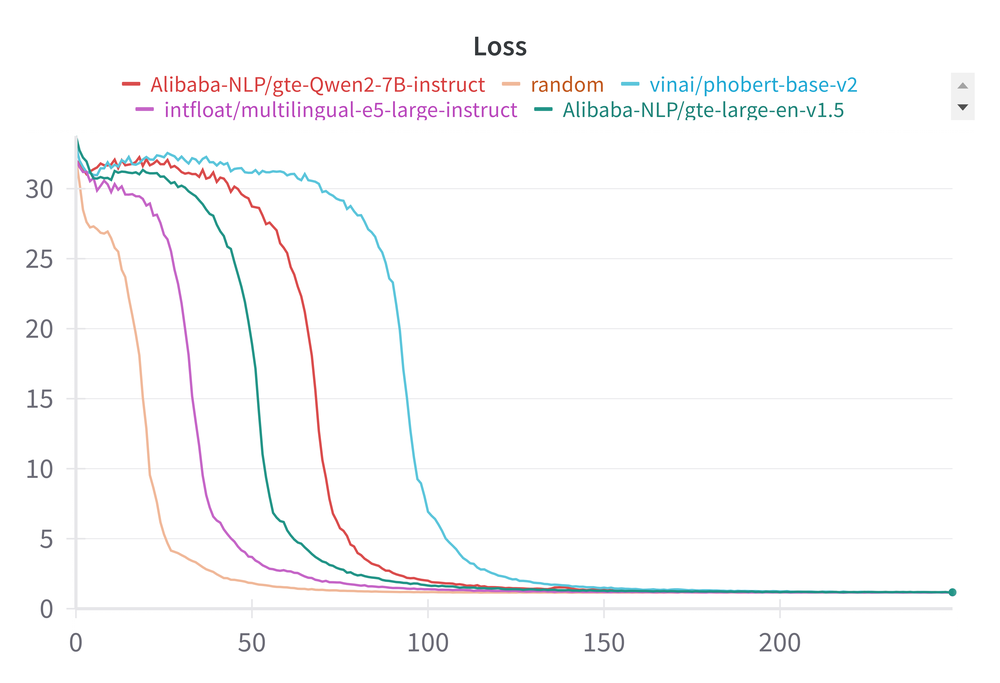 Loss
Alibaba-NLP/gte-Qwen2-7B-instruct random vinai/phobert-base-v2
intfloat/multilingual-e5-large-instruct Alibaba-NLP/gte-large-en-v1.5
30
25
20
15
10
5
0
0 50 100 150 200